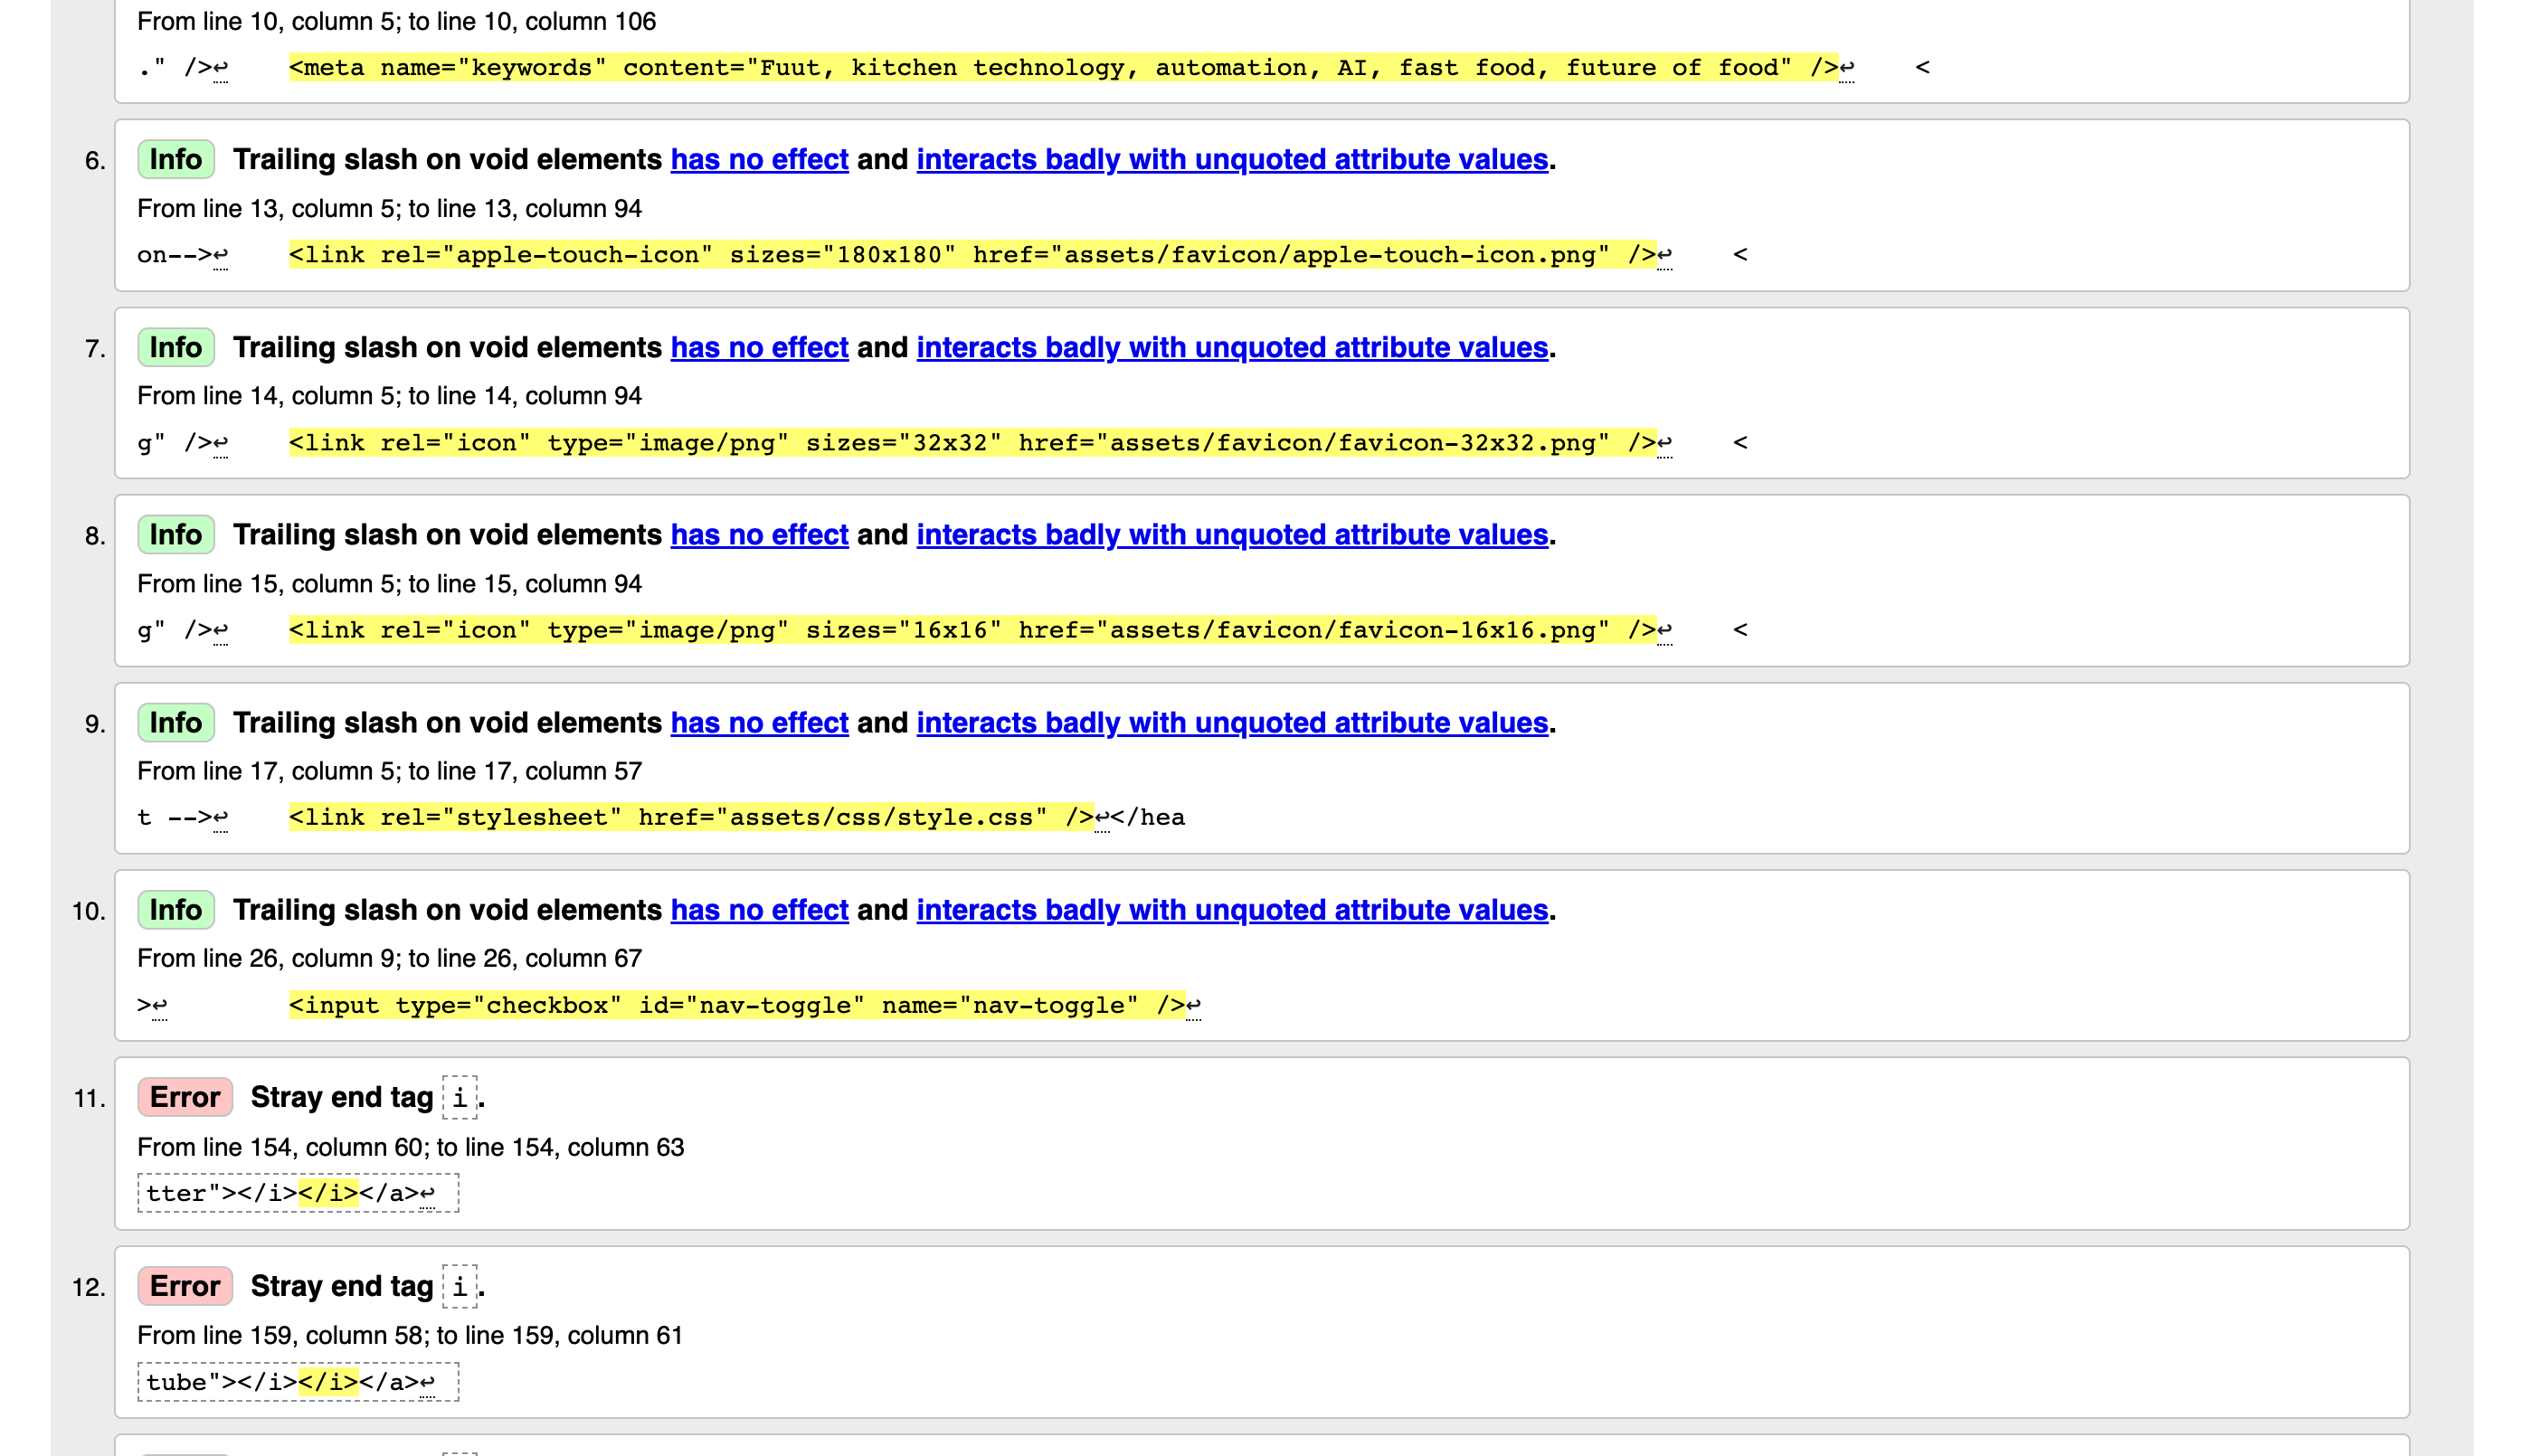 From line 10, column 5; to line 10, column 106
." />↩    <meta name="keywords" content="Fuut, kitchen technology, automation, AI, fast food, future of food" />↩    <
6. Info Trailing slash on void elements has no effect and interacts badly with unquoted attribute values.
From line 13, column 5; to line 13, column 94
on-->↩    <link rel="apple-touch-icon" sizes="180x180" href="assets/favicon/apple-touch-icon.png" />↩    <
7. Info Trailing slash on void elements has no effect and interacts badly with unquoted attribute values.
From line 14, column 5; to line 14, column 94
g" />↩    <link rel="icon" type="image/png" sizes="32x32" href="assets/favicon/favicon-32x32.png" />↩    <
8. Info Trailing slash on void elements has no effect and interacts badly with unquoted attribute values.
From line 15, column 5; to line 15, column 94
g" />↩    <link rel="icon" type="image/png" sizes="16x16" href="assets/favicon/favicon-16x16.png" />↩    <
9. Info Trailing slash on void elements has no effect and interacts badly with unquoted attribute values.
From line 17, column 5; to line 17, column 57
t -->↩    <link rel="stylesheet" href="assets/css/style.css" />↩</hea
10. Info Trailing slash on void elements has no effect and interacts badly with unquoted attribute values.
From line 26, column 9; to line 26, column 67
>↩        <input type="checkbox" id="nav-toggle" name="nav-toggle" />↩
11. Error Stray end tag i.
From line 154, column 60; to line 154, column 63
tter"></i></i></a>↩
12. Error Stray end tag i.
From line 159, column 58; to line 159, column 61
tube"></i></i></a>↩